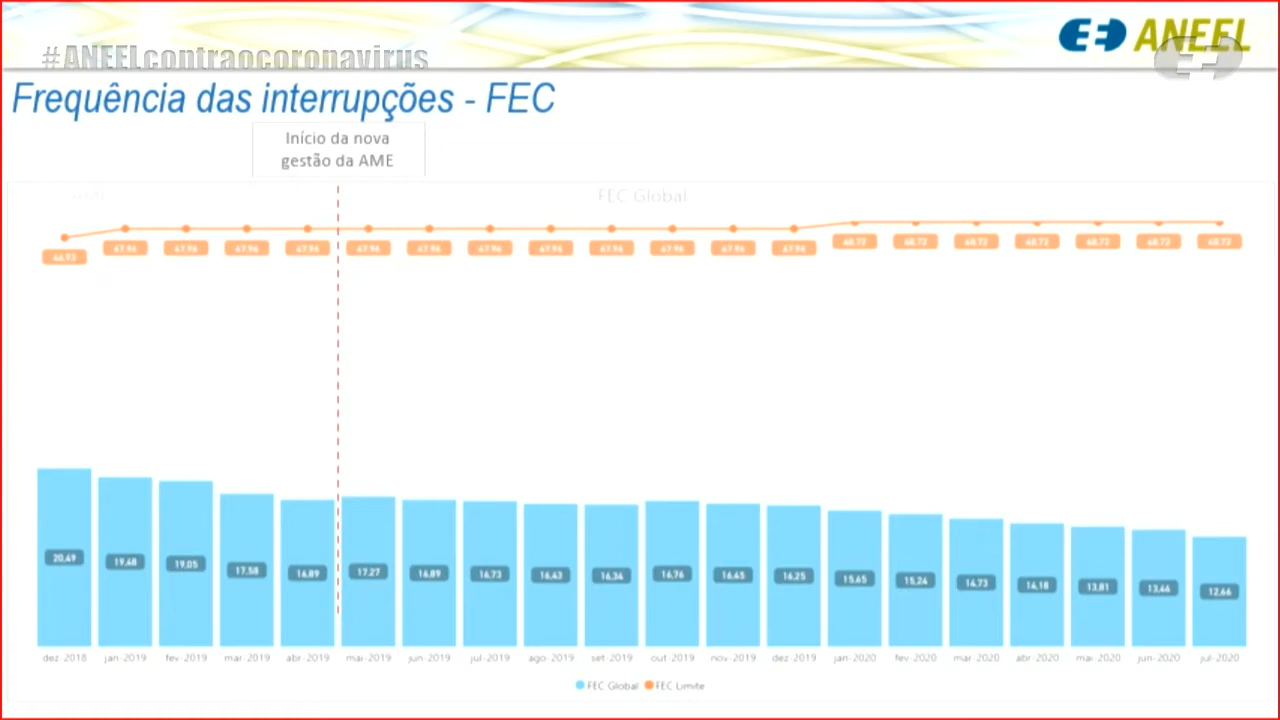 #ANEELcontraocoronavirus
ANEEL
Frequência das interrupções - FEC
Início da nova
gestão da AME
FEC Global
66,93 67,96 67,96 67,96 67,96 67,96 67,96 67,96 67,96 67,96 67,96 67,96 67,96 68,72 68,72 68,72 68,72 68,72 68,72 68,72
20,49 19,48 19,05 17,58 16,89 17,27 16,89 16,73 16,43 16,34 16,76 16,45 16,25 15,65 15,24 14,73 14,18 13,81 13,46 12,66
dez-2018 jan-2019 fev-2019 mar-2019 abr-2019 mai-2019 jun-2019 jul-2019 ago-2019 set-2019 out-2019 nov-2019 dez-2019 jan-2020 fev-2020 mar-2020 abr-2020 mai-2020 jun-2020 jul-2020
FEC Global FEC Limite